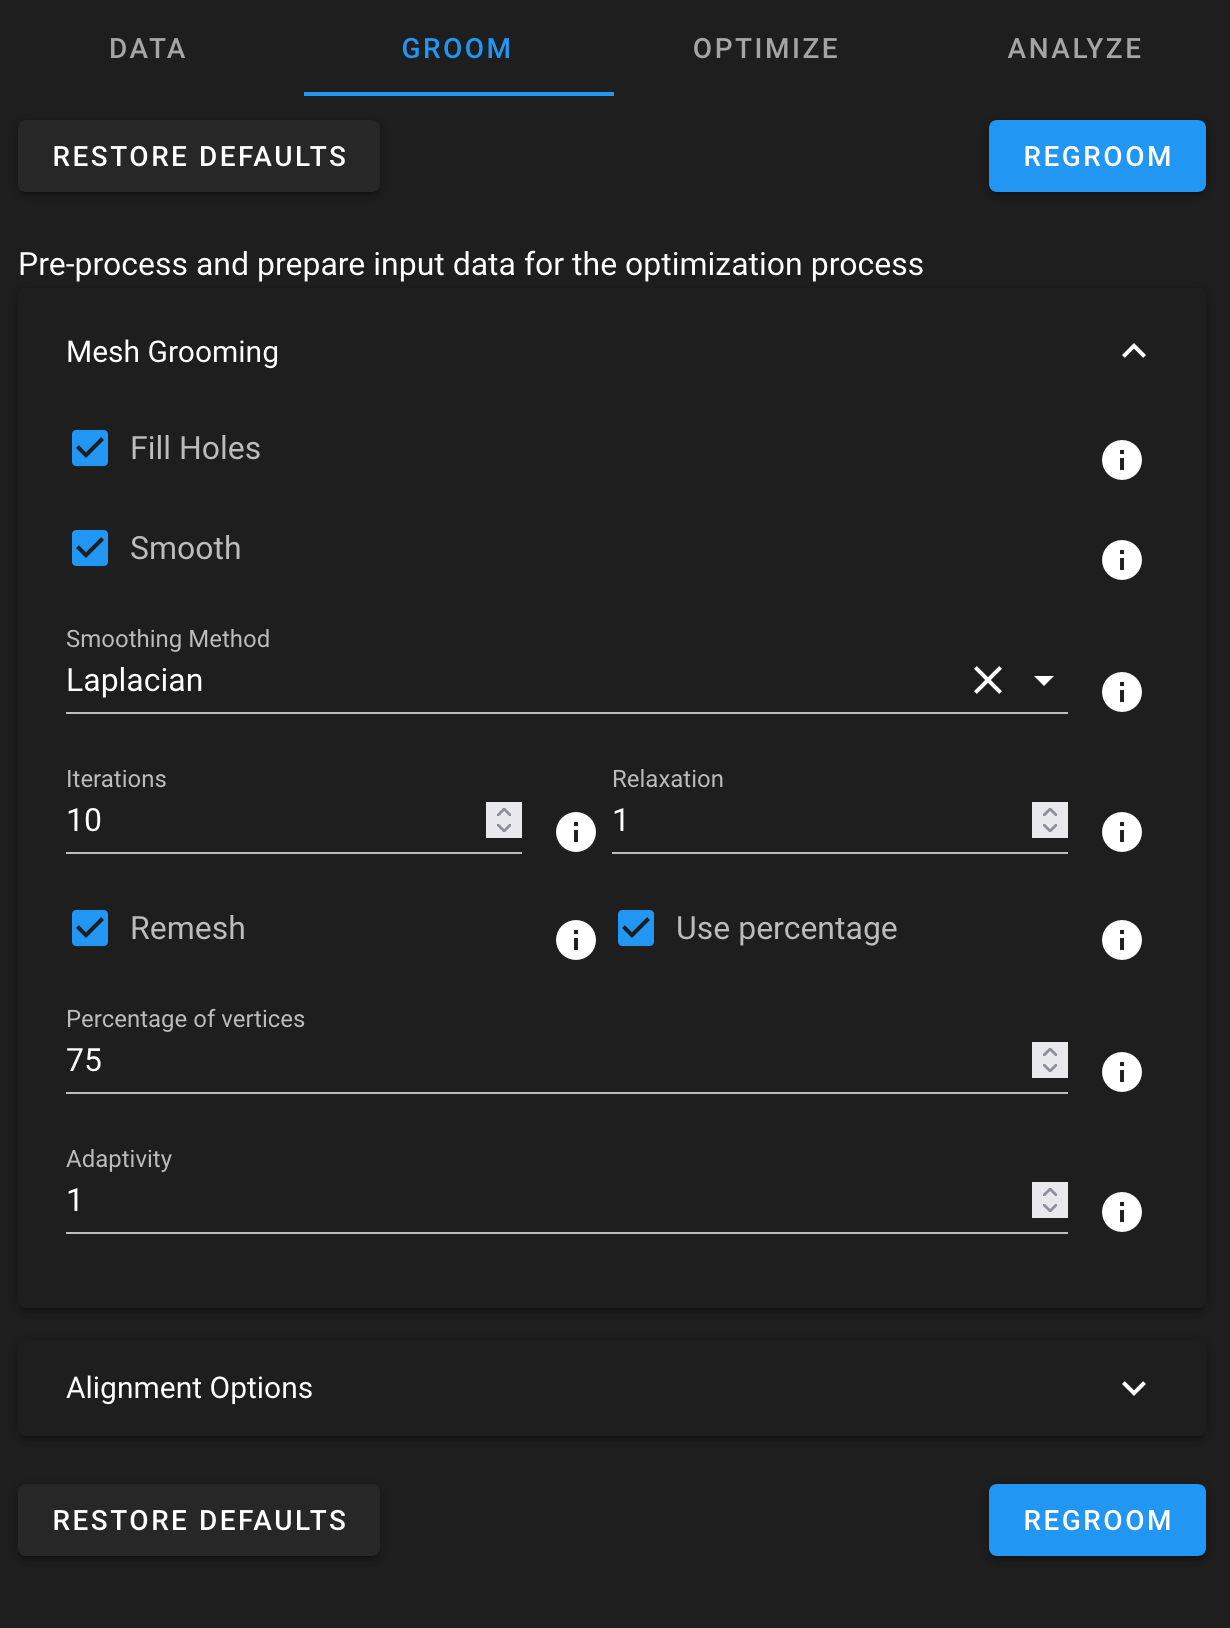 DATA GROOM OPTIMIZE ANALYZE
RESTORE DEFAULTS REGROOM
Pre-process and prepare input data for the optimization process
Mesh Grooming
Fill Holes
Smooth
Smoothing Method
Laplacian
Iterations Relaxation
10 1
Remesh Use percentage
Percentage of vertices
75
Adaptivity
1
Alignment Options
RESTORE DEFAULTS REGROOM